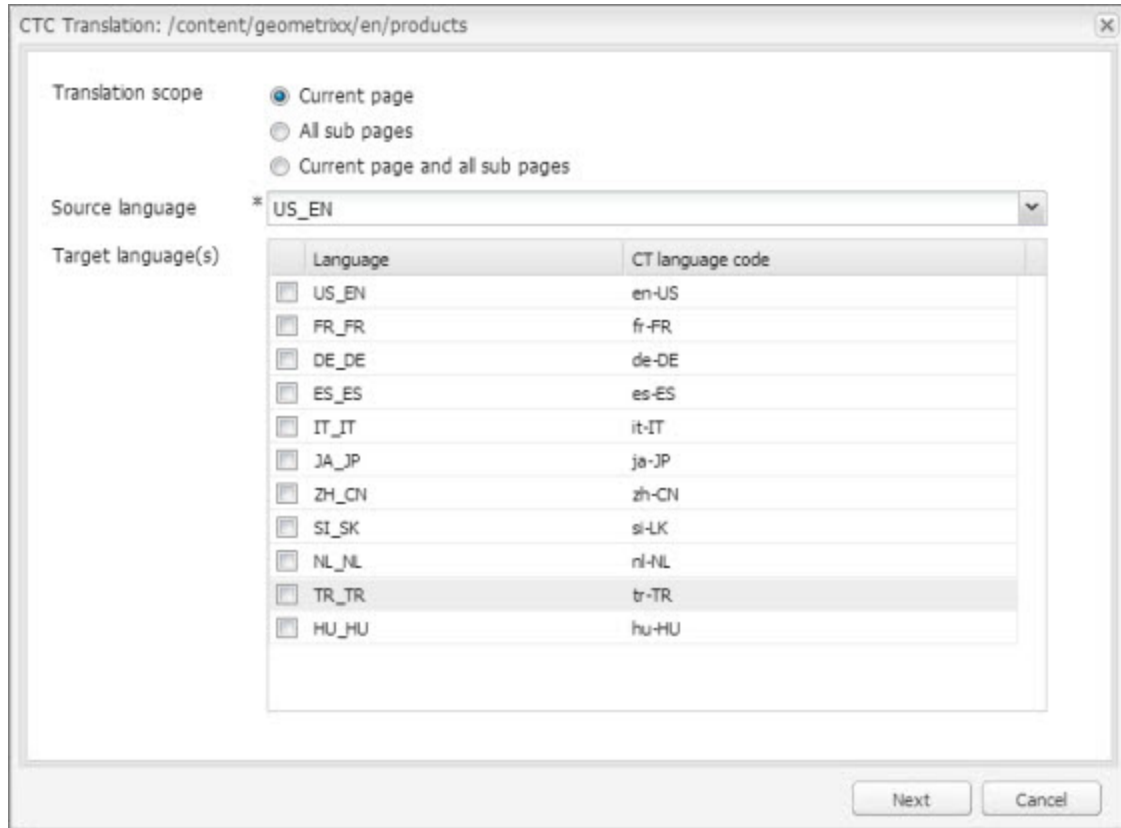 CTC Translation: /content/geometrixx/en/products
Translation scope
Current page
All sub pages
Current page and all sub pages
Source language * US_EN
Target language(s)
Language CT language code
US_EN en-US
FR_FR fr-FR
DE_DE de-DE
ES_ES es-ES
IT_IT it-IT
JA_JP ja-JP
ZH_CN zh-CN
SI_SK si-LK
NL_NL nl-NL
TR_TR tr-TR
HU_HU hu-HU
Next Cancel